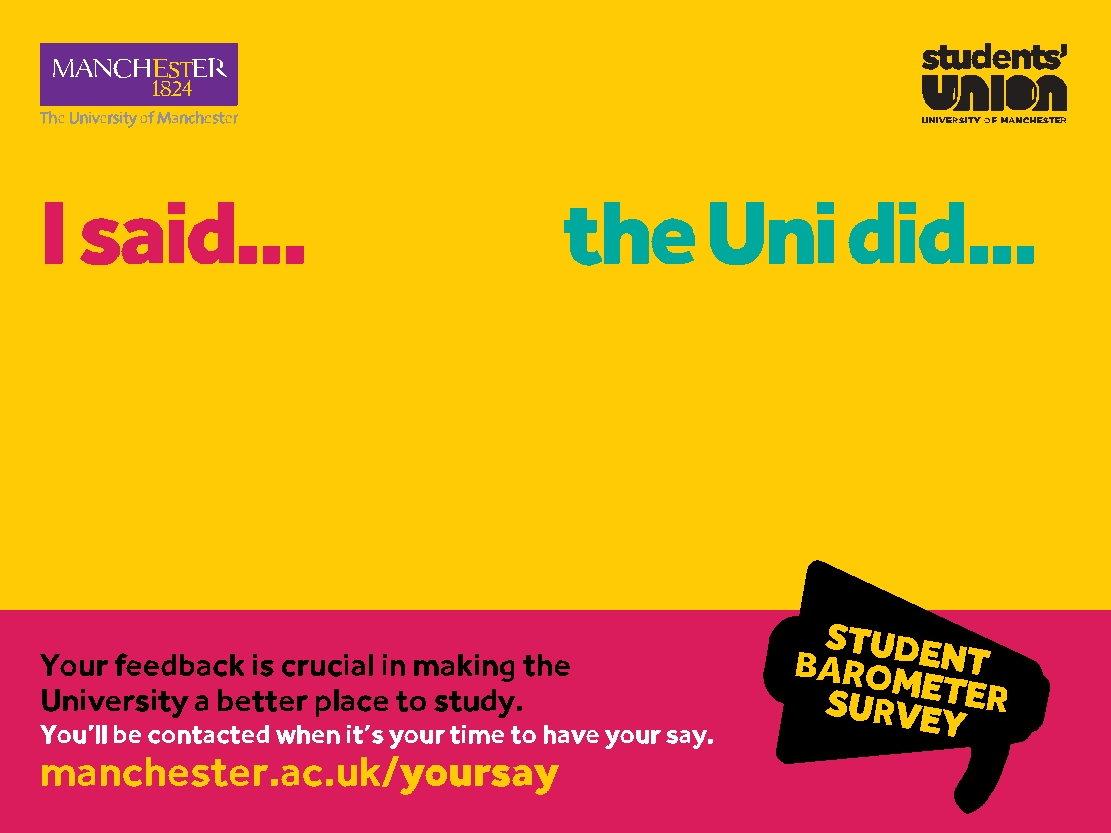 MANCHESTER
1824
The University of Manchester
students'
UNION
UNIVERSITY OF MANCHESTER
I said...
the Uni did...
Your feedback is crucial in making the
University a better place to study.
You'll be contacted when it's your time to have your say.
manchester.ac.uk/yoursay
STUDENT
BAROMETER
SURVEY